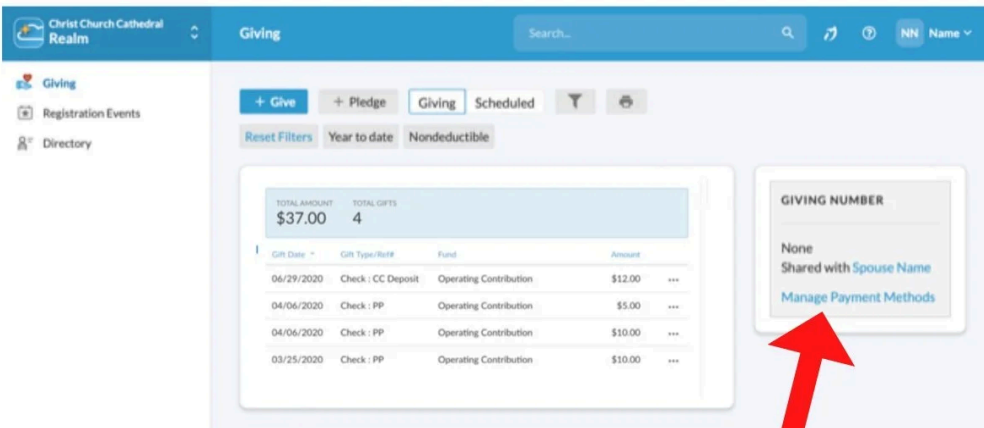 Christ Church Cathedral
Realm
Giving
Search...
NN Name
Giving
Registration Events
Directory
+ Give + Pledge Giving Scheduled
Reset Filters Year to date Nondeductible
TOTAL AMOUNT TOTAL GIFTS
$37.00 4
Gift Date Gift Type/Ref# Fund Amount
06/29/2020 Check : CC Deposit Operating Contribution $12.00 ...
04/06/2020 Check : PP Operating Contribution $5.00 ...
04/06/2020 Check : PP Operating Contribution $10.00 ...
03/25/2020 Check : PP Operating Contribution $10.00 ...
GIVING NUMBER
None
Shared with Spouse Name
Manage Payment Methods